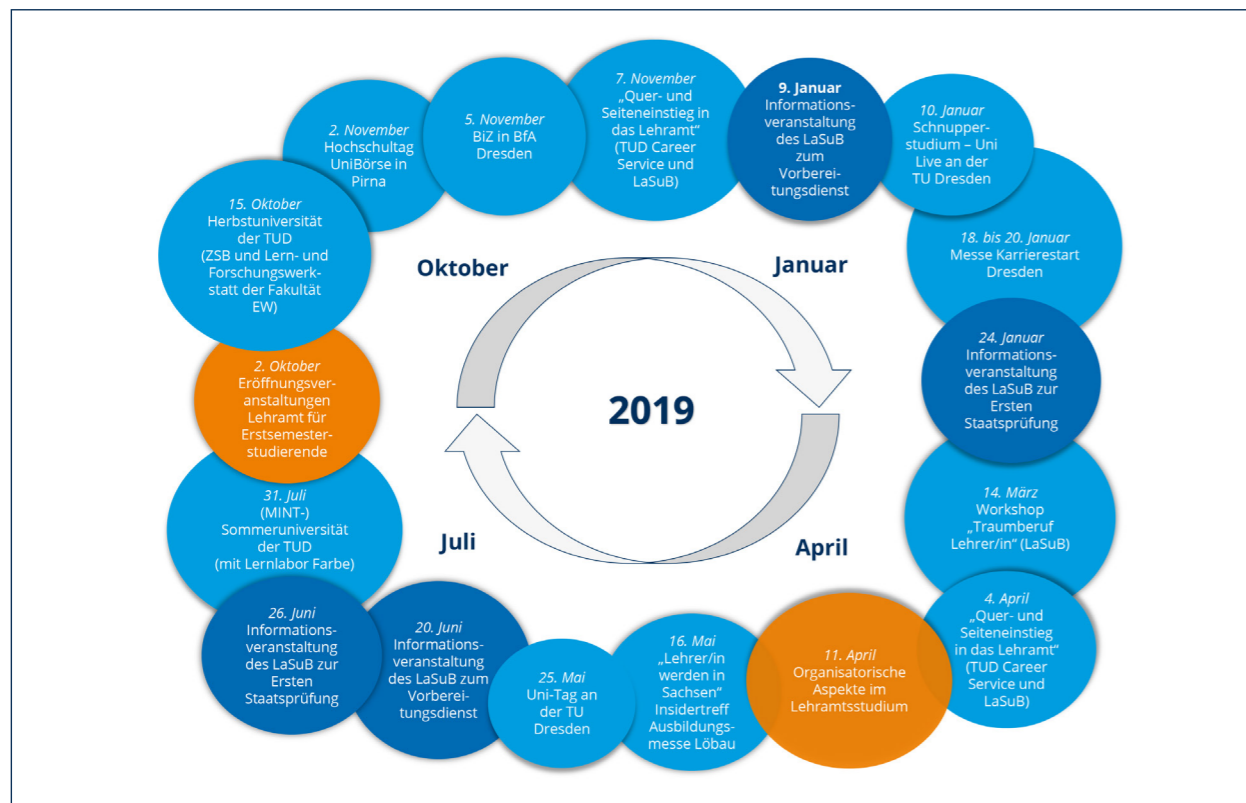 9. Januar
Informations-
veranstaltung
des LaSuB
zum
Vorberei-
tungsdienst
10. Januar
Schnupper-
studium – Uni
Live an der
TU Dresden
18. bis 20. Januar
Messe Karrierestart
Dresden
24. Januar
Informations-
veranstaltung
des LaSuB zur
Ersten
Staatsprüfung
14. März
Workshop
„Traumberuf
Lehrer/in“ (LaSuB)
4. April
„Quer- und
Seiteneinstieg
in das Lehramt“
(TUD Career
Service und
LaSuB)
11. April
Organisatorische
Aspekte im
Lehramtsstudium
16. Mai
„Lehrer/in
werden in
Sachsen“
Insidertreff
Ausbildungs-
messe Löbau
25. Mai
Uni-Tag an
der TU
Dresden
20. Juni
Informations-
veranstaltung
des LaSuB zum
Vorberei-
tungsdienst
26. Juni
Informations-
veranstaltung
des LaSuB zur
Ersten
Staatsprüfung
31. Juli
(MINT-)
Sommeruniversität
der TUD
(mit Lernlabor Farbe)
2. Oktober
Eröffnungsver-
anstaltungen
Lehramt für
Erstsemester-
studierende
15. Oktober
Herbstuniversität
der TUD
(ZSB und Lern- und
Forschungswerk-
statt der Fakultät
EW)
2. November
Hochschultag
UniBörse in
Pirna
5. November
BiZ in BfA
Dresden
7. November
„Quer- und
Seiteneinstieg in
das Lehramt“
(TUD Career
Service und
LaSuB)
Oktober
Januar
2019
Juli
April